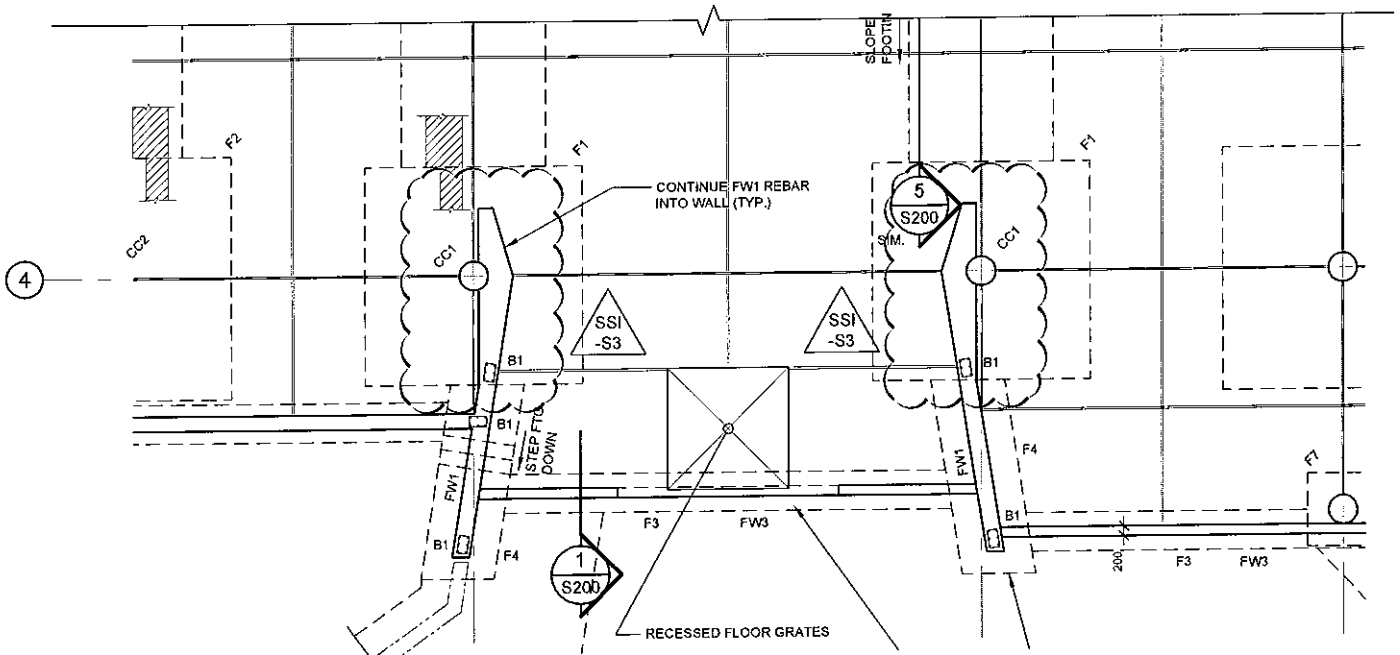 SLOPE
FOOTIN
F2
F1
F1
CONTINUE FW1 REBAR
INTO WALL (TYP.)
5
S200
SIM.
CC2
CC1
CC1
4
SSI
-S3
SSI
-S3
B1
B1
B1
STEP FTG
DOWN
FW1
FW1
F4
F7
B1
F4
B1
F3
FW3
200
F3
FW3
1
S200
RECESSED FLOOR GRATES